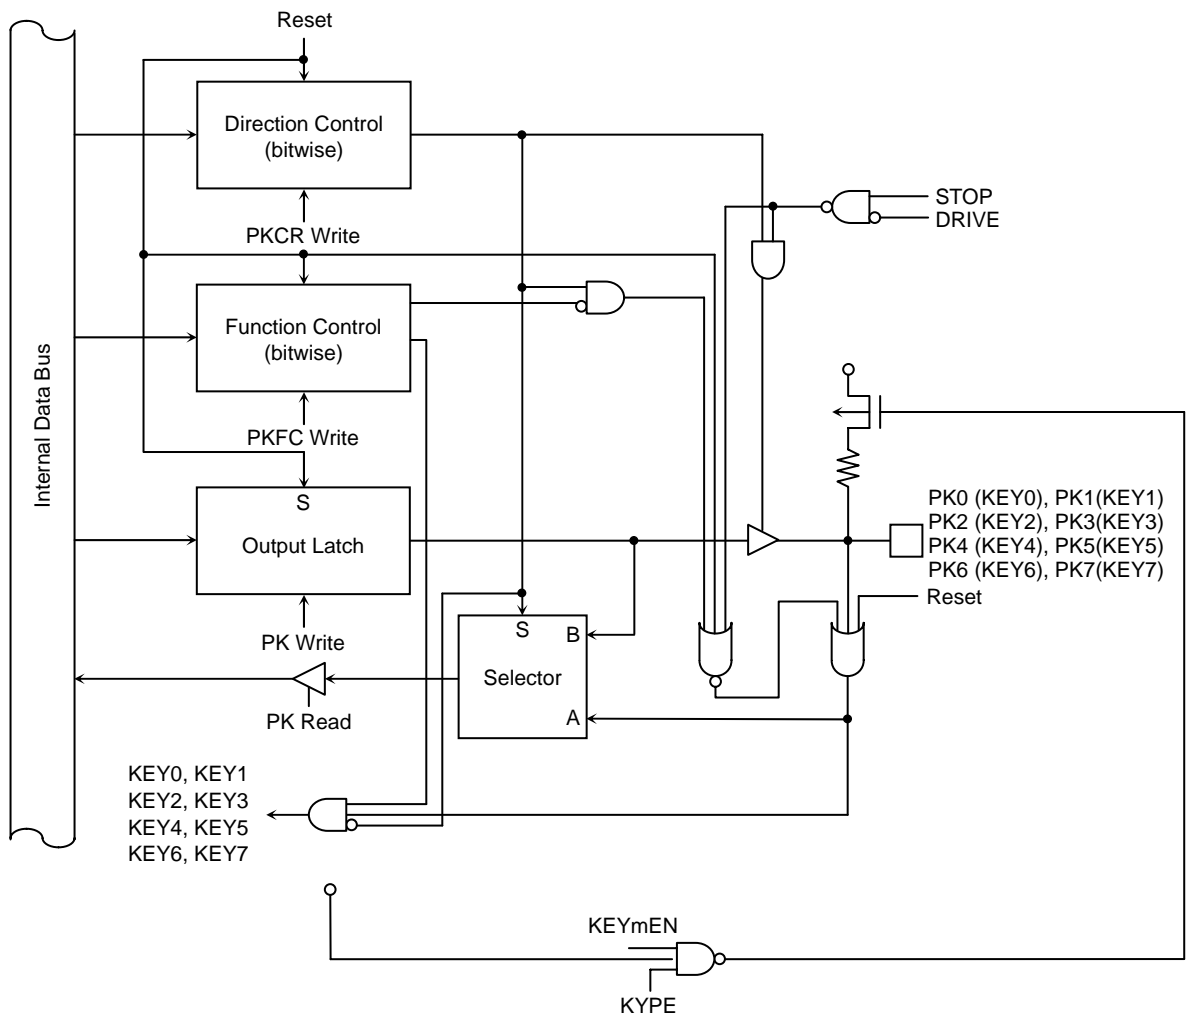 Reset
Direction Control
(bitwise)
STOP
DRIVE
PKCR Write
Function Control
(bitwise)
Internal Data Bus
PKFC Write
S
Output Latch
PK0 (KEY0), PK1(KEY1)
PK2 (KEY2), PK3(KEY3)
PK4 (KEY4), PK5(KEY5)
PK6 (KEY6), PK7(KEY7)
Reset
PK Write
S
B
Selector
A
PK Read
KEY0, KEY1
KEY2, KEY3
KEY4, KEY5
KEY6, KEY7
KEYmEN
KYPE